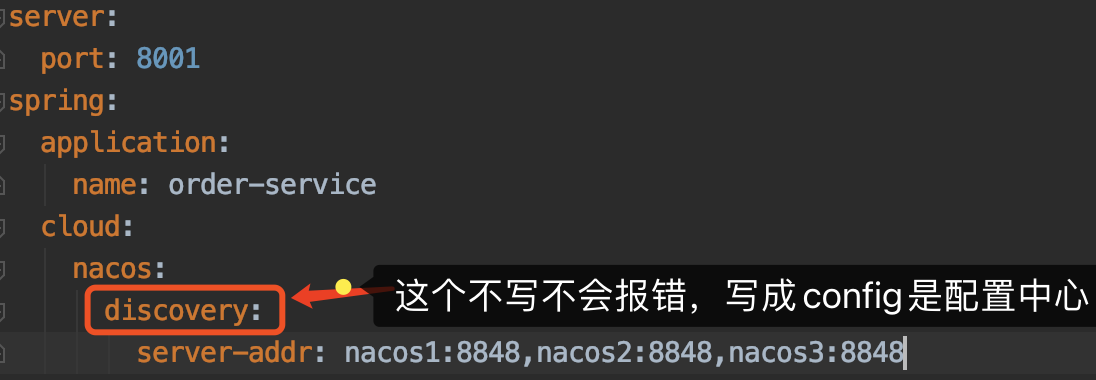 server:
  port: 8001
spring:
  application:
    name: order-service
  cloud:
    nacos:
      discovery:
这个不写不会报错，写成config是配置中心
        server-addr: nacos1:8848,nacos2:8848,nacos3:8848